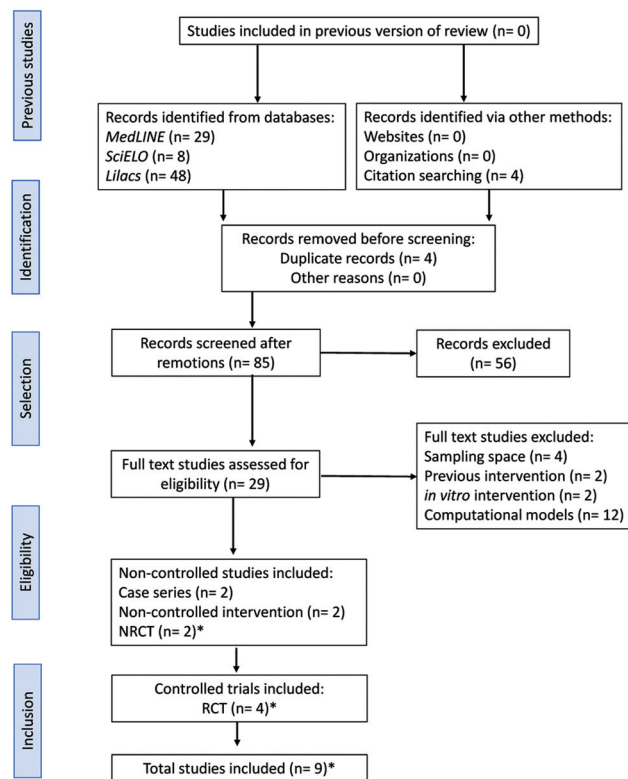 Previous studies
Studies included in previous version of review (n= 0)
Records identified from databases:
MedLINE (n= 29)
SciELO (n= 8)
Lilacs (n= 48)
Records identified via other methods:
Websites (n= 0)
Organizations (n= 0)
Citation searching (n= 4)
Identification
Records removed before screening:
Duplicate records (n= 4)
Other reasons (n= 0)
Selection
Records screened after
remotions (n= 85)
Records excluded
(n= 56)
Full text studies assessed for
eligibility (n= 29)
Full text studies excluded:
Sampling space (n= 4)
Previous intervention (n= 2)
in vitro intervention (n= 2)
Computational models (n= 12)
Eligibility
Non-controlled studies included:
Case series (n= 2)
Non-controlled intervention (n= 2)
NRCT (n= 2)*
Inclusion
Controlled trials included:
RCT (n= 4)*
Total studies included (n= 9)*